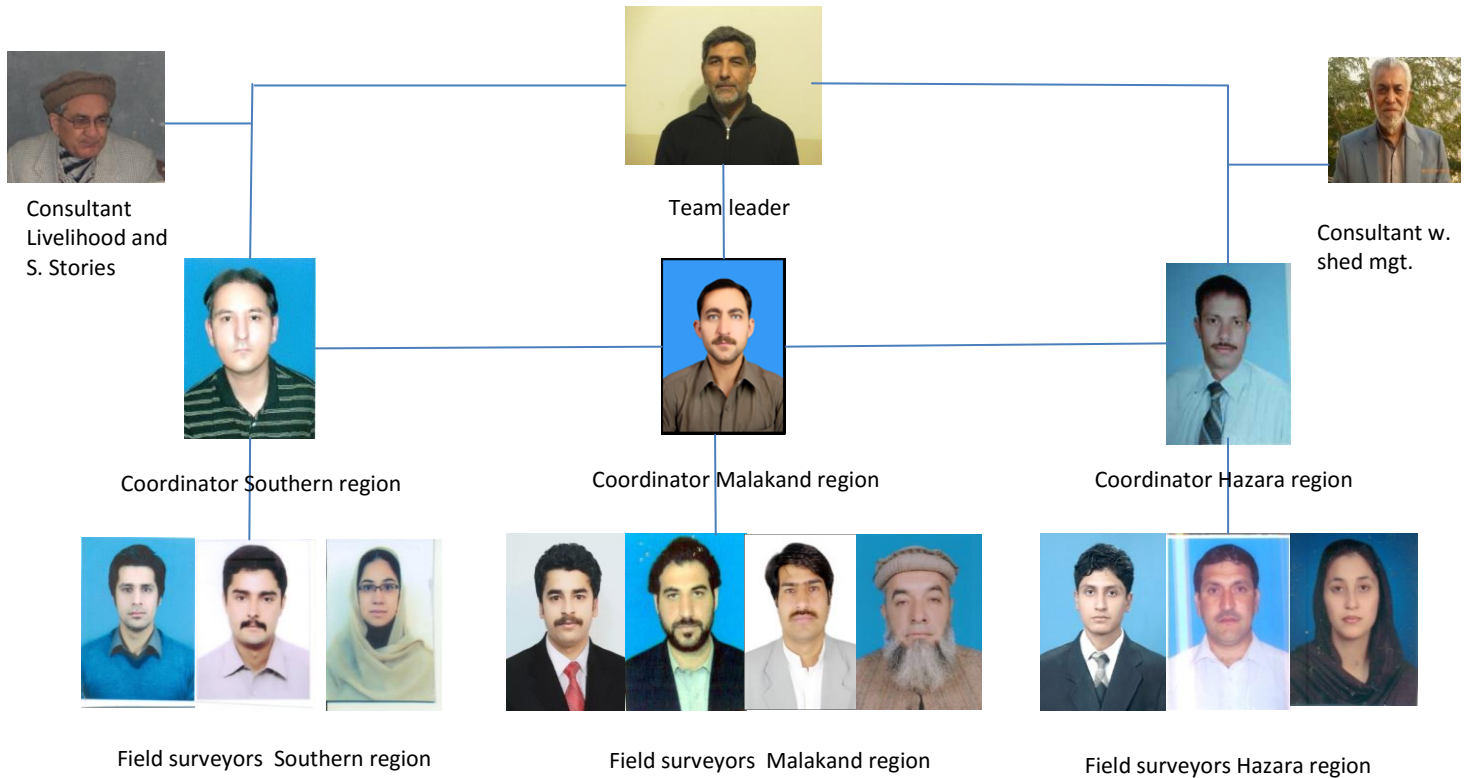 Team leader
Consultant
Livelihood and
S. Stories
Consultant w.
shed mgt.
Coordinator Southern region
Coordinator Malakand region
Coordinator Hazara region
Field surveyors  Southern region
Field surveyors  Malakand region
Field surveyors Hazara region